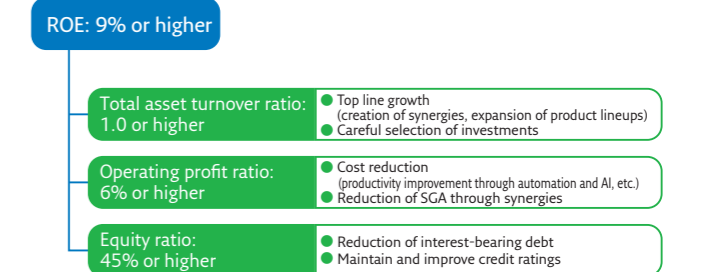 ROE: 9% or higher
Total asset turnover ratio:
1.0 or higher
● Top line growth
(creation of synergies, expansion of product lineups)
● Careful selection of investments
Operating profit ratio:
6% or higher
● Cost reduction
(productivity improvement through automation and AI, etc.)
● Reduction of SGA through synergies
Equity ratio:
45% or higher
● Reduction of interest-bearing debt
● Maintain and improve credit ratings